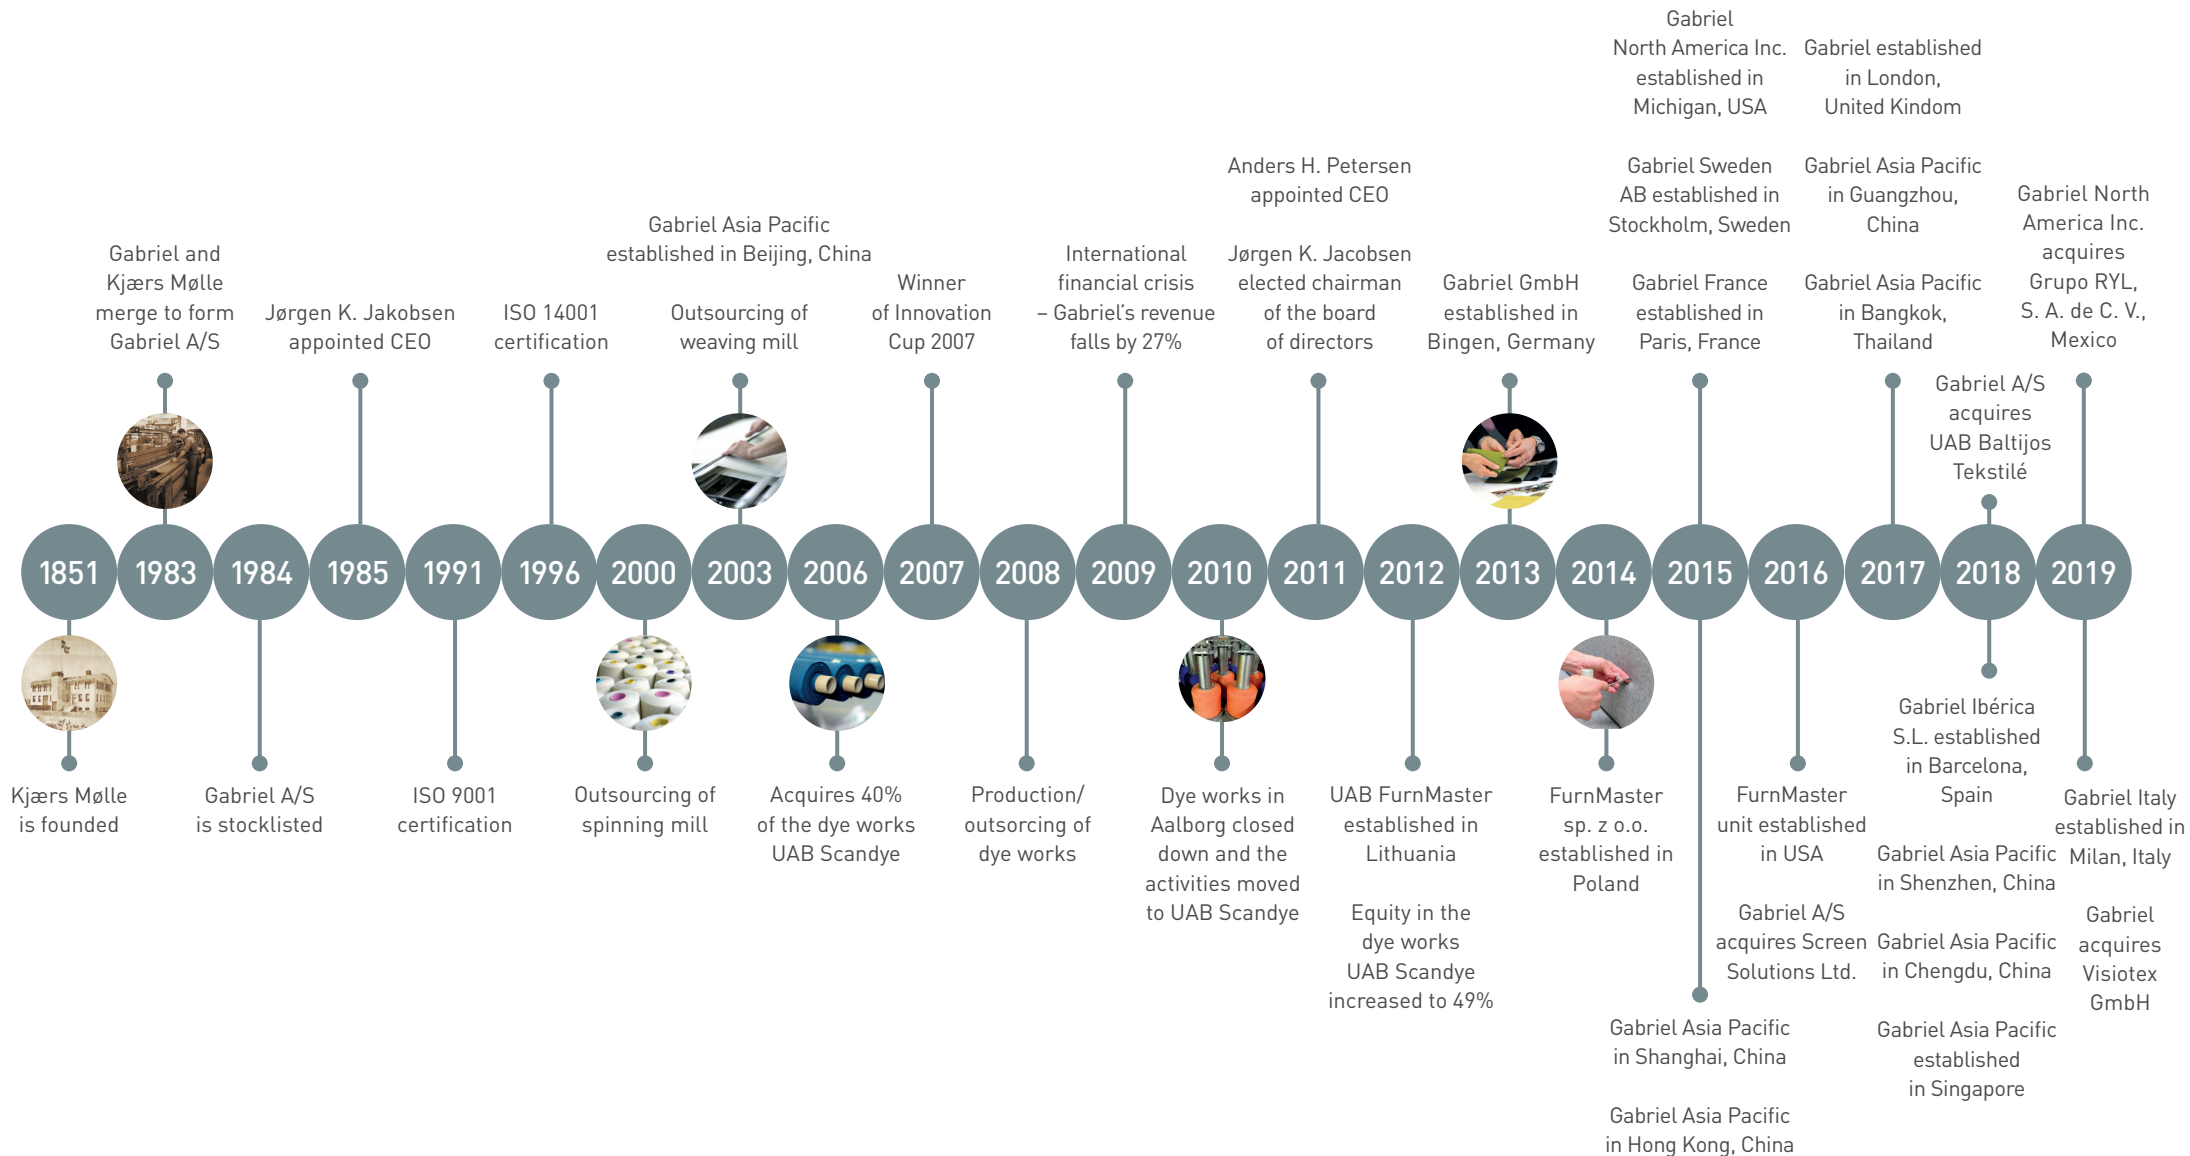 Gabriel
North America Inc.
established in
Michigan, USA
Gabriel Sweden
AB established in
Stockholm, Sweden
Gabriel France
established in
Paris, France
Gabriel established
in London,
United Kindom
Gabriel Asia Pacific
in Guangzhou,
China
Gabriel Asia Pacific
in Bangkok,
Thailand
Gabriel and
Kjærs Mølle
merge to form
Gabriel A/S
Jørgen K. Jakobsen
appointed CEO
ISO 14001
certification
Gabriel Asia Pacific
established in Beijing, China
Outsourcing of
weaving mill
Winner
of Innovation
Cup 2007
International
financial crisis
– Gabriel's revenue
falls by 27%
Anders H. Petersen
appointed CEO
Jørgen K. Jacobsen
elected chairman
of the board
of directors
Gabriel GmbH
established in
Bingen, Germany
Gabriel A/S
acquires
UAB Baltijos
Tekstilé
Gabriel North
America Inc.
acquires
Grupo RYL,
S. A. de C. V.,
Mexico
1851 1983 1984 1985 1991 1996 2000 2003 2006 2007 2008 2009 2010 2011 2012 2013 2014 2015 2016 2017 2018 2019
Kjærs Mølle
is founded
Gabriel A/S
is stocklisted
ISO 9001
certification
Outsourcing of
spinning mill
Acquires 40%
of the dye works
UAB Scandye
Production/
outsorcing of
dye works
Dye works in
Aalborg closed
down and the
activities moved
to UAB Scandye
UAB FurnMaster
established in
Lithuania
Equity in the
dye works
UAB Scandye
increased to 49%
FurnMaster
sp. z o.o.
established in
Poland
Gabriel Asia Pacific
in Shanghai, China
Gabriel Asia Pacific
in Hong Kong, China
FurnMaster
unit established
in USA
Gabriel A/S
acquires Screen
Solutions Ltd.
Gabriel Ibérica
S.L. established
in Barcelona,
Spain
Gabriel Asia Pacific
in Shenzhen, China
Gabriel Asia Pacific
in Chengdu, China
Gabriel Asia Pacific
established
in Singapore
Gabriel Italy
established in
Milan, Italy
Gabriel
acquires
Visiotex
GmbH